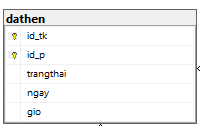 dathen
id_tk
id_p
trangthai
ngay
gio